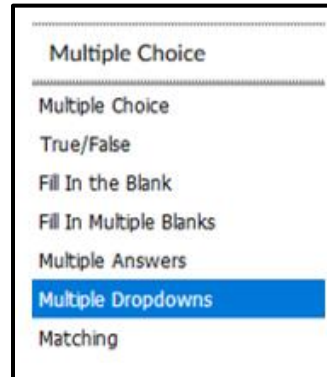 Multiple Choice
Multiple Choice
True/False
Fill In the Blank
Fill In Multiple Blanks
Multiple Answers
Multiple Dropdowns
Matching